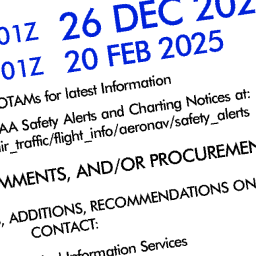 01Z 26 DEC 202
01Z 20 FEB 2025
OTAMs for latest Information
AA Safety Alerts and Charting Notices at:
ir_traffic/flight_info/aeronav/safety_alerts
MMENTS, AND/OR PROCUREMEN
, ADDITIONS, RECOMMENDATIONS ON
CONTACT:
Information Services